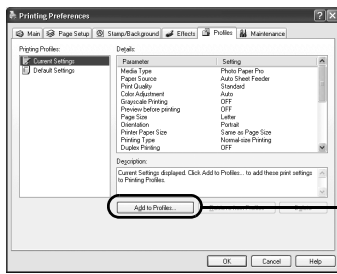 Printing Preferences
Main Page Setup Stamp/Background Effects Profiles Maintenance
Printing Profiles:
Current Settings
Default Settings
Details:
Parameter Setting
Media Type Photo Paper Pro
Paper Source Auto Sheet Feeder
Print Quality Standard
Color Adjustment Auto
Grayscale Printing OFF
Preview before printing OFF
Page Size Letter
Orientation Portrait
Printer Paper Size Same as Page Size
Printing Type Normal-size Printing
Duplex Printing OFF
Description:
Current Settings displayed. Click Add to Profiles... to add these print settings
to Printing Profiles.
Add to Profiles...
OK Cancel Help